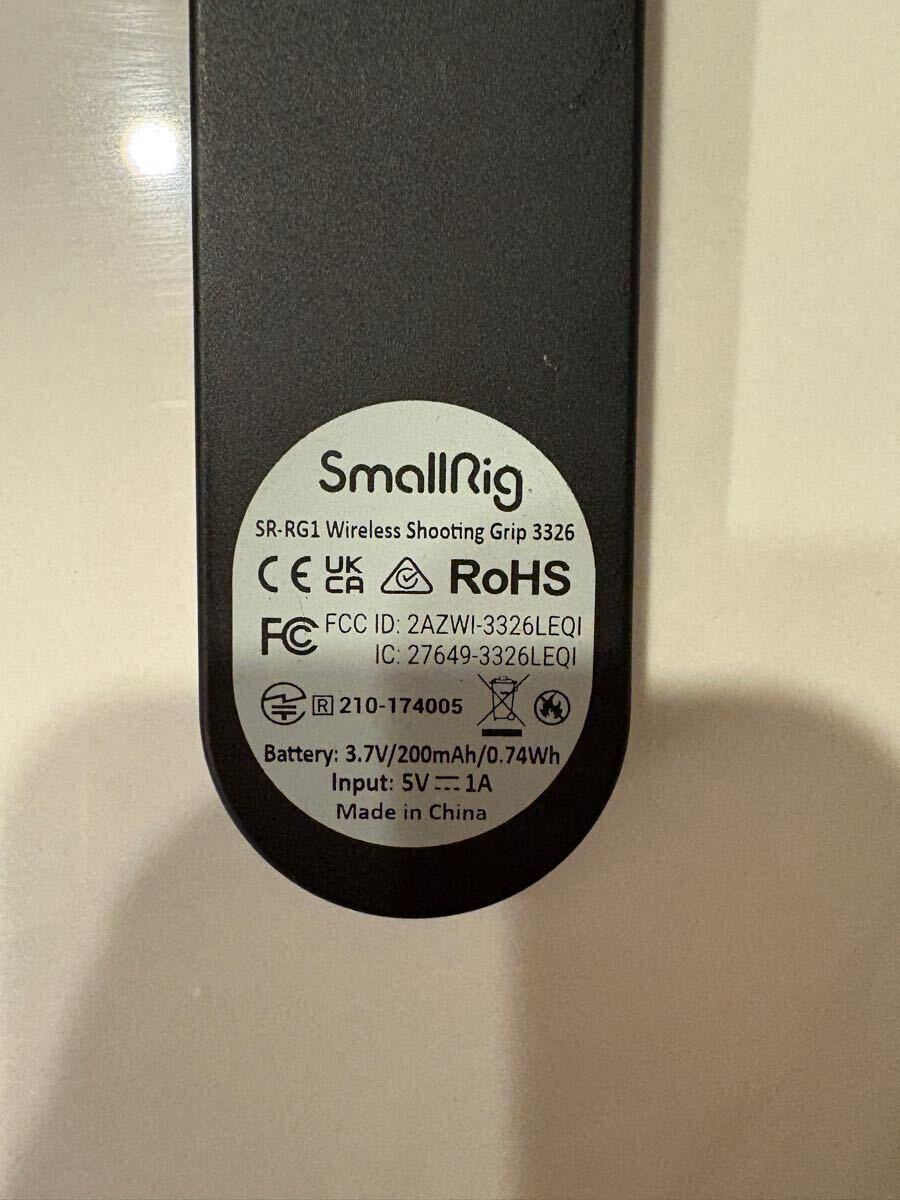 SmallRig
SR-RG1 Wireless Shooting Grip 3326
CE UK CA RoHS
FC FCC ID: 2AZWI-3326LEQI
IC: 27649-3326LEQI
R 210-174005
Battery: 3.7V/200mAh/0.74Wh
Input: 5V ⎓ 1A
Made in China